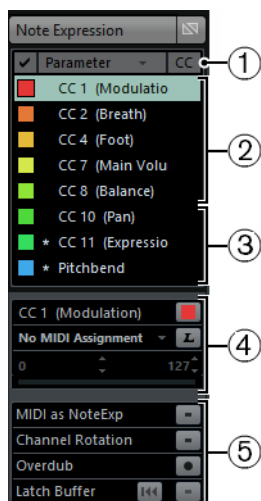 Note Expression
Parameter CC
1
CC 1 (Modulatio
CC 2 (Breath)
CC 4 (Foot)
2
CC 7 (Main Volu
CC 8 (Balance)
CC 10 (Pan)
* CC 11 (Expressio
3
* Pitchbend
CC 1 (Modulation)
No MIDI Assignment L
4
0 127
MIDI as NoteExp
Channel Rotation
5
Overdub
Latch Buffer